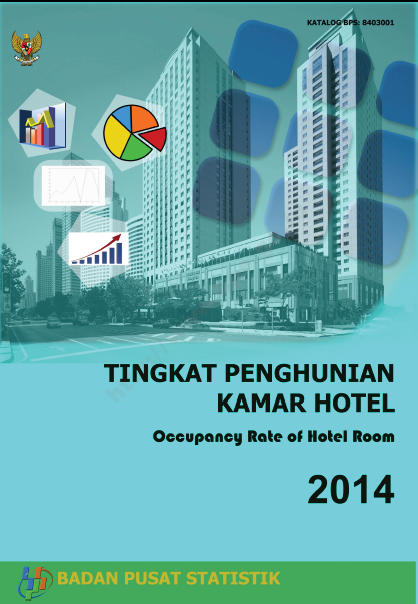 KATALOG BPS: 8403001
TINGKAT PENGHUNIAN
KAMAR HOTEL
Occupancy Rate of Hotel Room
2014
BADAN PUSAT STATISTIK